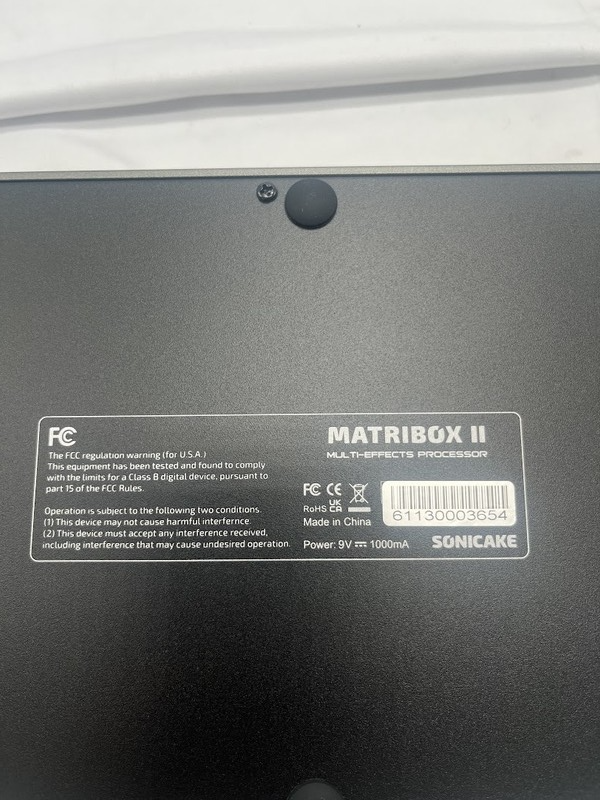 FC
The FCC regulation warning (for U.S.A.)
This equipment has been tested and found to comply
with the limits for a Class B digital device, pursuant to
part 15 of the FCC Rules.
Operation is subject to the following two conditions.
(1) This device may not cause harmful interfernce.
(2) This device must accept any interference received,
including interference that may cause undesired operation.
MATRIBOX II
MULTI-EFFECTS PROCESSOR
FC CE
RoHS UK CA
Made in China
61130003654
Power: 9V ⎓ 1000mA
SONICAKE